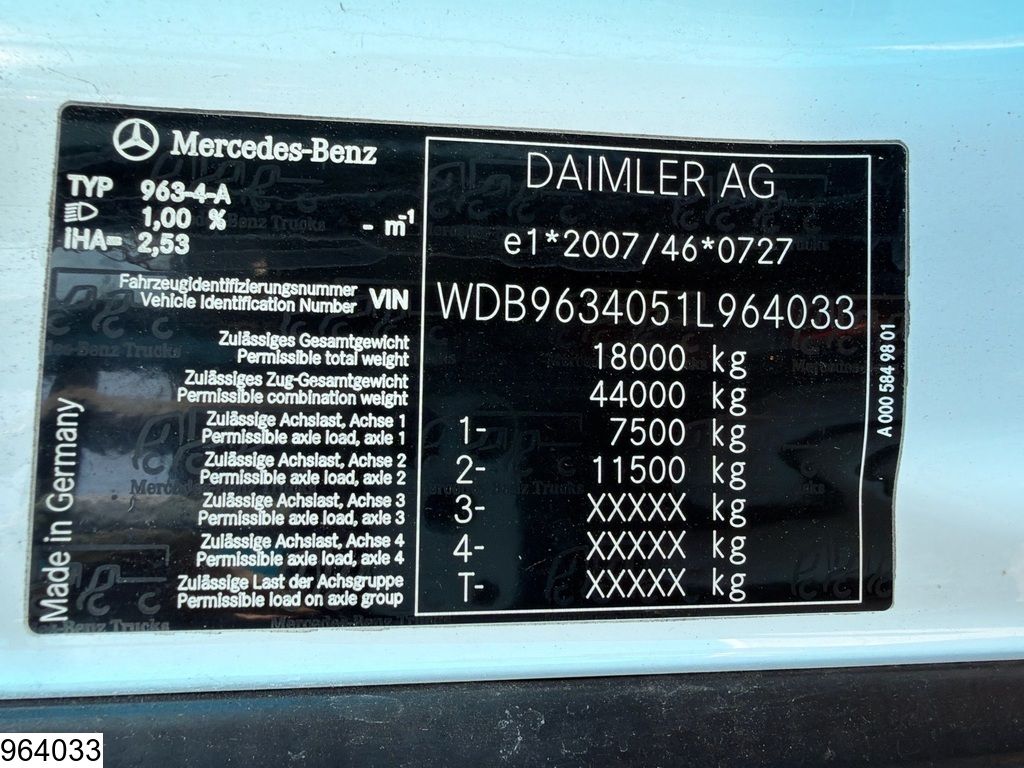 Mercedes-Benz
TYP 963-4-A
1,00 % - m⁻¹
iHA= 2,53
DAIMLER AG
e1*2007/46*0727
Fahrzeugidentifizierungsnummer
Vehicle Identification Number VIN WDB9634051L964033
Zulässiges Gesamtgewicht
Permissible total weight 18000 kg
Zulässiges Zug-Gesamtgewicht
Permissible combination weight 44000 kg
Zulässige Achslast, Achse 1
Permissible axle load, axle 1 1- 7500 kg
Zulässige Achslast, Achse 2
Permissible axle load, axle 2 2- 11500 kg
Zulässige Achslast, Achse 3
Permissible axle load, axle 3 3- XXXXX kg
Zulässige Achslast, Achse 4
Permissible axle load, axle 4 4- XXXXX kg
Zulässige Last der Achsgruppe
Permissible load on axle group T- XXXXX kg
Made in Germany
A 000 584 98 01
964033